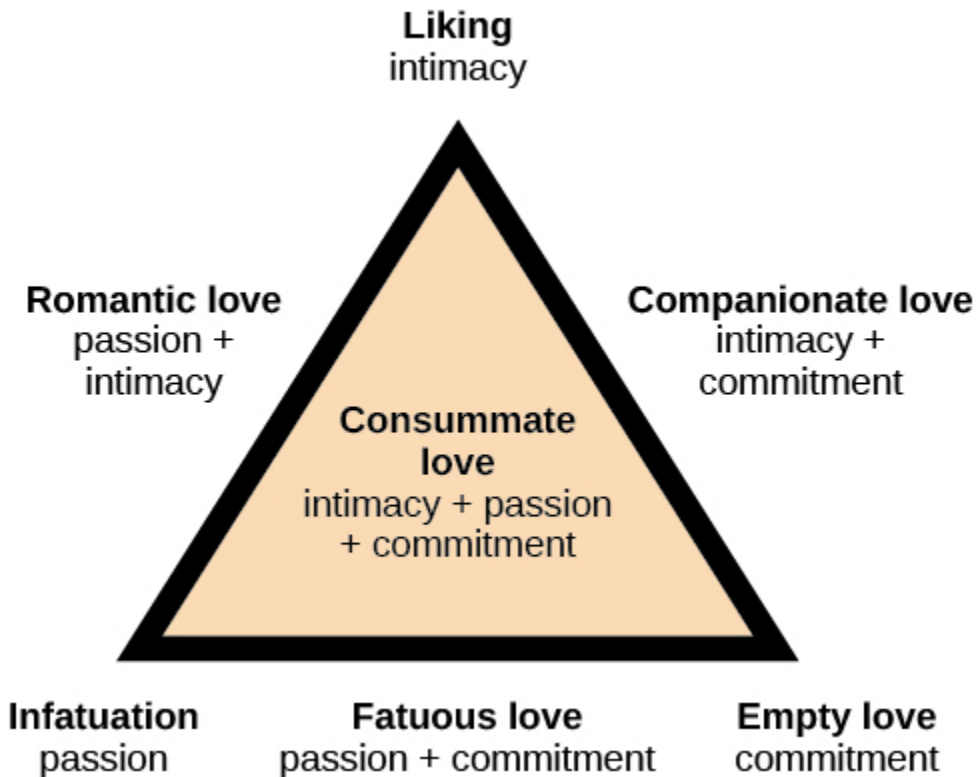 Liking
intimacy
Romantic love
passion +
intimacy
Companionate love
intimacy +
commitment
Consummate
love
intimacy + passion
+ commitment
Infatuation
passion
Fatuous love
passion + commitment
Empty love
commitment